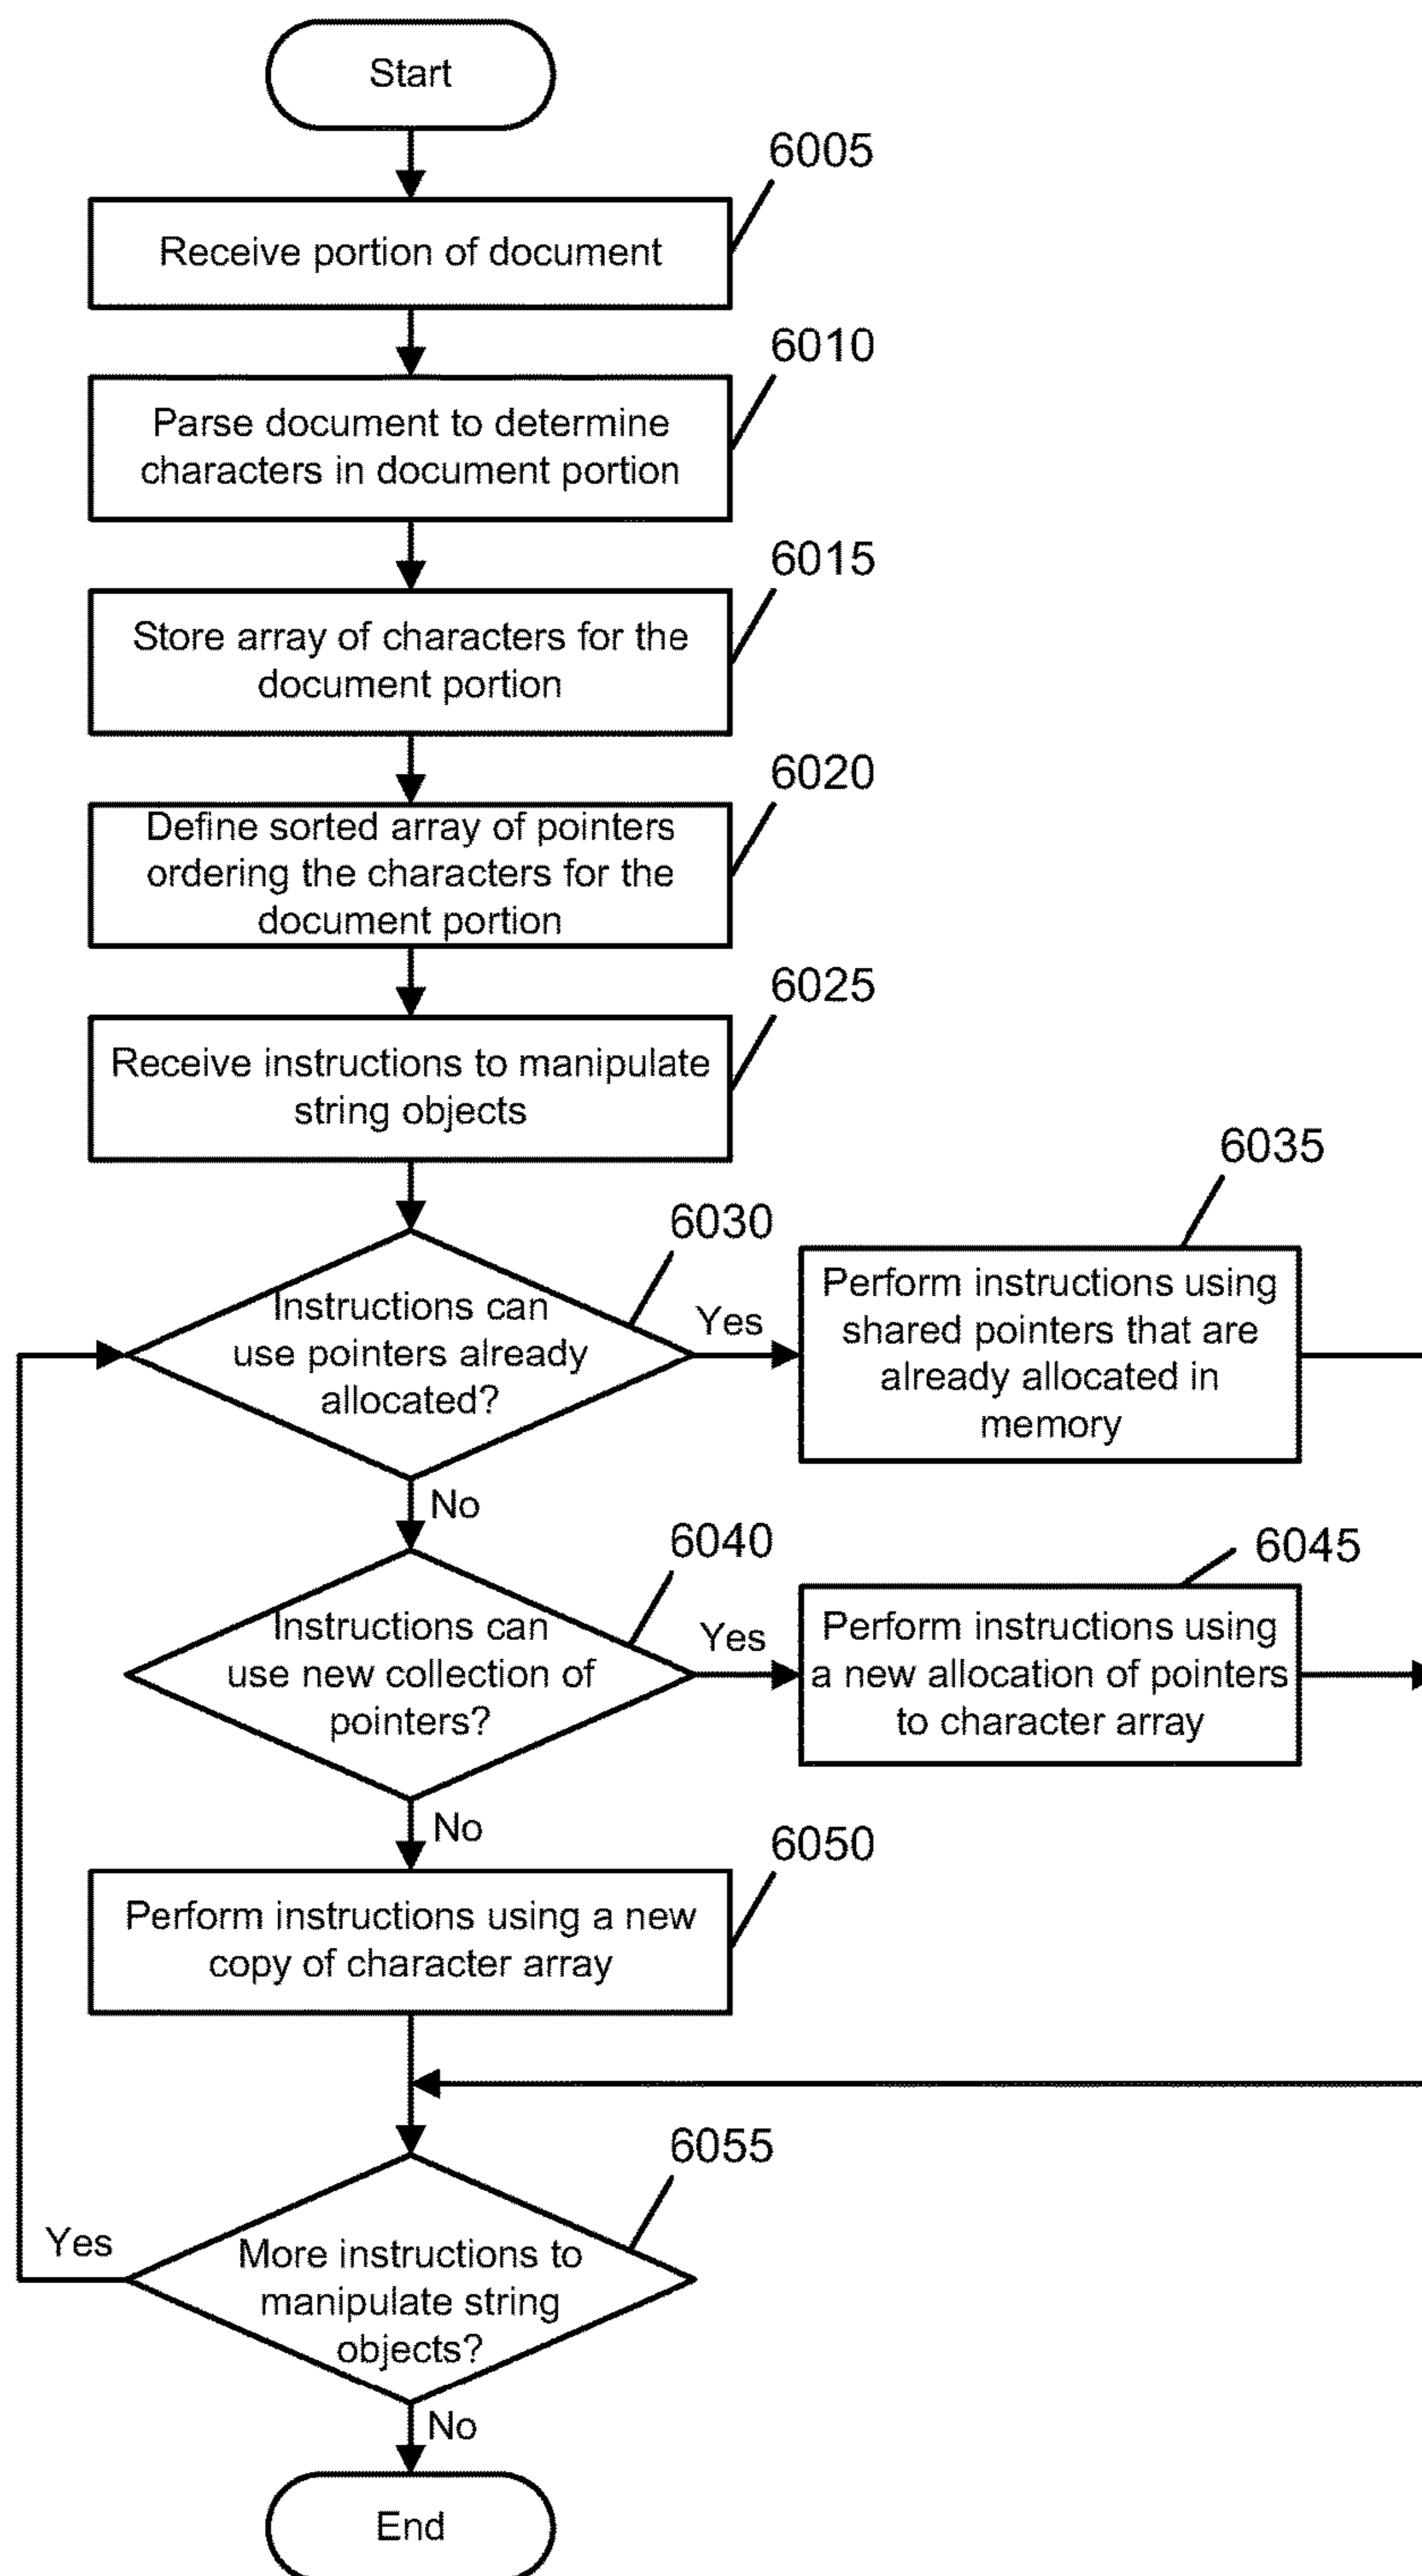 Start
6005
Receive portion of document
6010
Parse document to determine
characters in document portion
6015
Store array of characters for the
document portion
6020
Define sorted array of pointers
ordering the characters for the
document portion
6025
Receive instructions to manipulate
string objects
6030
Instructions can
use pointers already
allocated?
Yes
6035
Perform instructions using
shared pointers that are
already allocated in
memory
No
6040
Instructions can
use new collection of
pointers?
Yes
6045
Perform instructions using
a new allocation of pointers
to character array
No
6050
Perform instructions using a new
copy of character array
6055
More instructions to
manipulate string
objects?
Yes
No
End